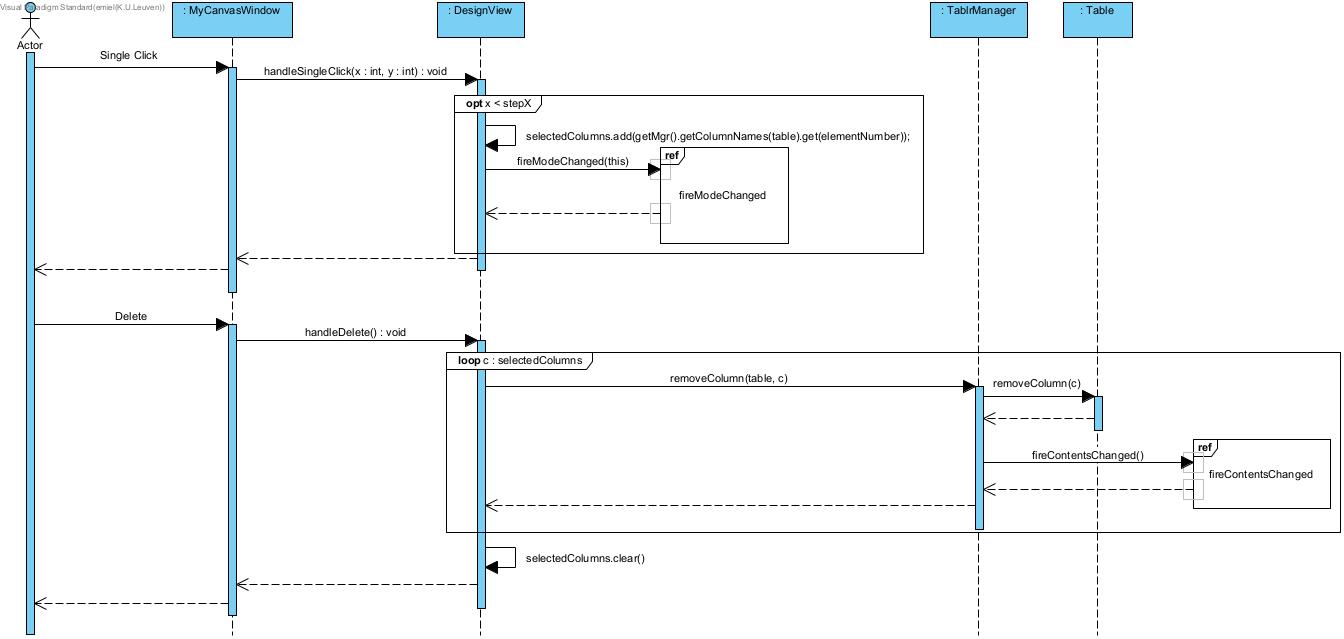 Visual Paradigm Standard(emiel(K.U.Leuven))
: MyCanvasWindow
: DesignView
: TablrManager
: Table
Actor
Single Click
handleSingleClick(x : int, y : int) : void
opt x < stepX
selectedColumns.add(getMgr().getColumnNames(table).get(elementNumber));
fireModeChanged(this)
ref
fireModeChanged
Delete
handleDelete() : void
loop c : selectedColumns
removeColumn(table, c)
removeColumn(c)
fireContentsChanged()
ref
fireContentsChanged
selectedColumns.clear()